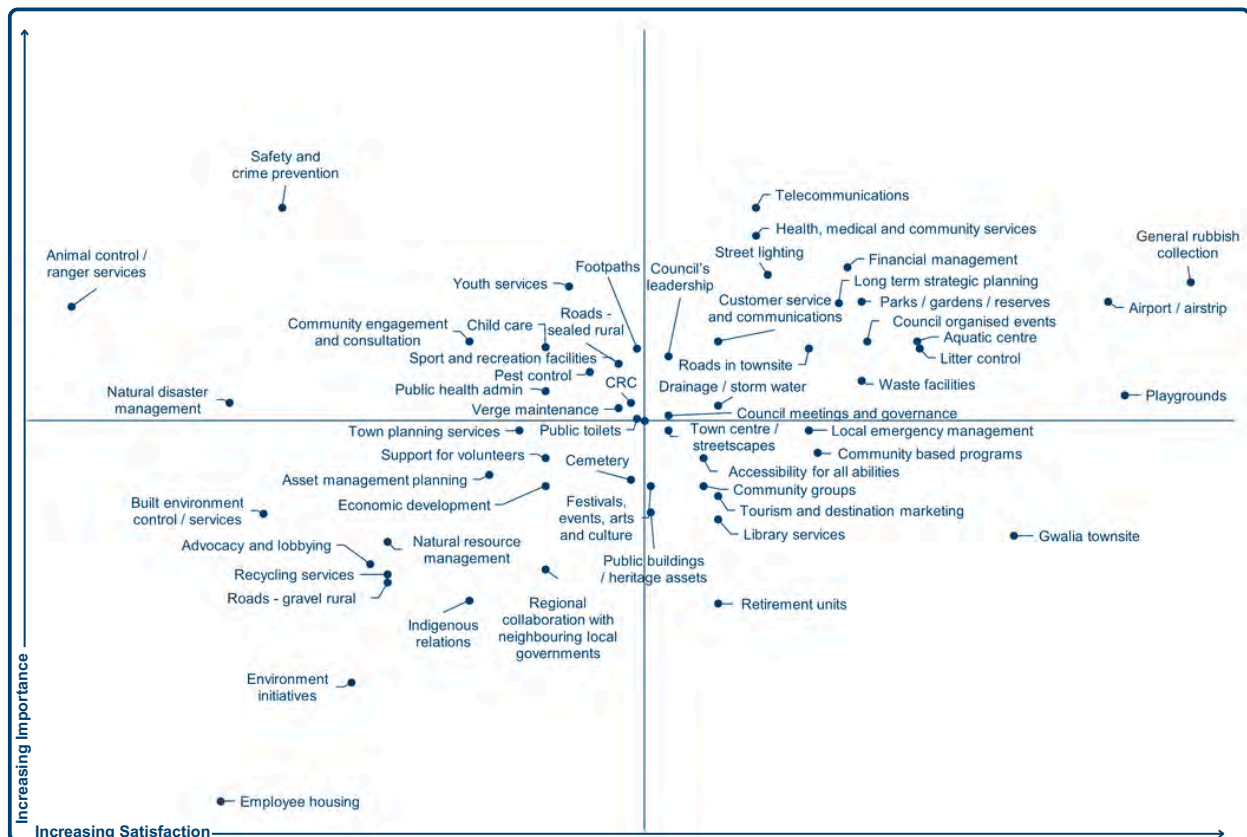 Safety and
crime prevention
Telecommunications
Health, medical and community services
Animal control /
ranger services
General rubbish
collection
Street lighting
Footpaths
Council's
leadership
Financial management
Youth services
Long term strategic planning
Roads -
sealed rural
Customer service
and communications
Parks / gardens / reserves
Airport / airstrip
Community engagement
and consultation
Child care
Council organised events
Aquatic centre
Sport and recreation facilities
Roads in townsite
Litter control
Pest control
CRC
Drainage / storm water
Waste facilities
Public health admin
Natural disaster
management
Playgrounds
Verge maintenance
Council meetings and governance
Town planning services
Public toilets
Town centre /
streetscapes
Local emergency management
Support for volunteers
Cemetery
Community based programs
Accessibility for all abilities
Asset management planning
Community groups
Economic development
Festivals,
events, arts
and culture
Built environment
control / services
Tourism and destination marketing
Library services
Gwalia townsite
Advocacy and lobbying
Natural resource
management
Public buildings
/ heritage assets
Recycling services
Roads - gravel rural
Indigenous
relations
Regional
collaboration with
neighbouring local
governments
Retirement units
Environment
initiatives
Employee housing
Increasing Importance
Increasing Satisfaction